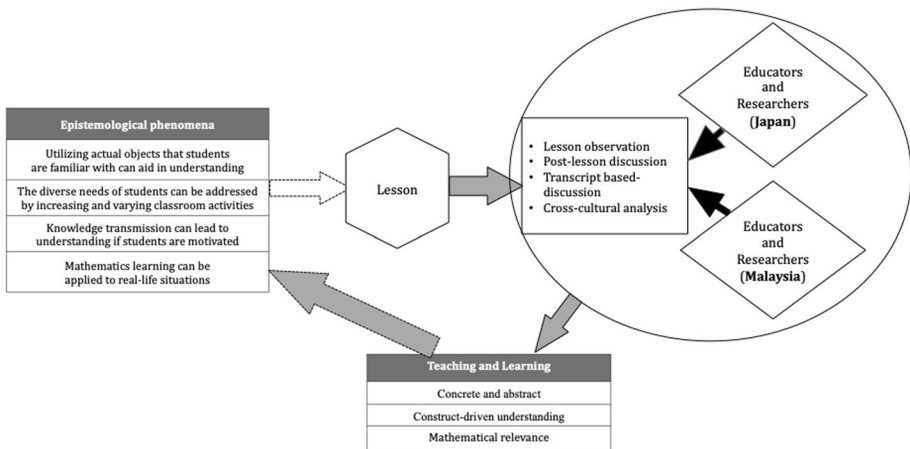 Epistemological phenomena
Utilizing actual objects that students
are familiar with can aid in understanding
The diverse needs of students can be addressed
by increasing and varying classroom activities
Knowledge transmission can lead to
understanding if students are motivated
Mathematics learning can be
applied to real-life situations
Lesson
• Lesson observation
• Post-lesson discussion
• Transcript based-
discussion
• Cross-cultural analysis
Educators
and
Researchers
(Japan)
Educators
and
Researchers
(Malaysia)
Teaching and Learning
Concrete and abstract
Construct-driven understanding
Mathematical relevance